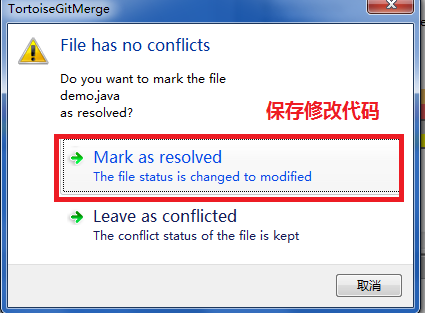 TortoiseGitMerge
File has no conflicts
Do you want to mark the file
demo.java
as resolved?
保存修改代码
Mark as resolved
The file status is changed to modified
Leave as conflicted
The conflict status of the file is kept
取消